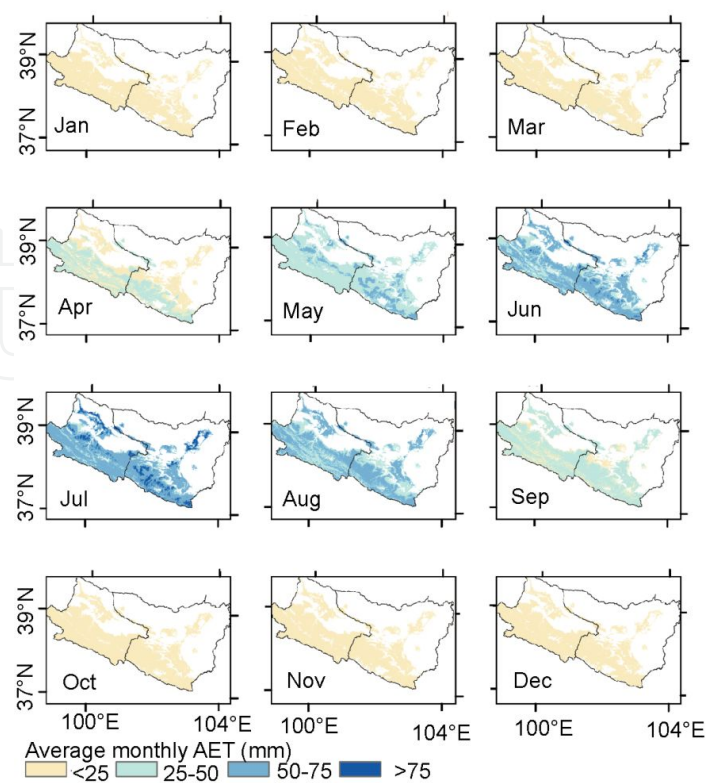 39°N
37°N
Jan
Feb
Mar
39°N
37°N
Apr
May
Jun
39°N
37°N
Jul
Aug
Sep
39°N
37°N
Oct
Nov
Dec
100°E 104°E 100°E 104°E 100°E 104°E
Average monthly AET (mm)
<25 25-50 50-75 >75